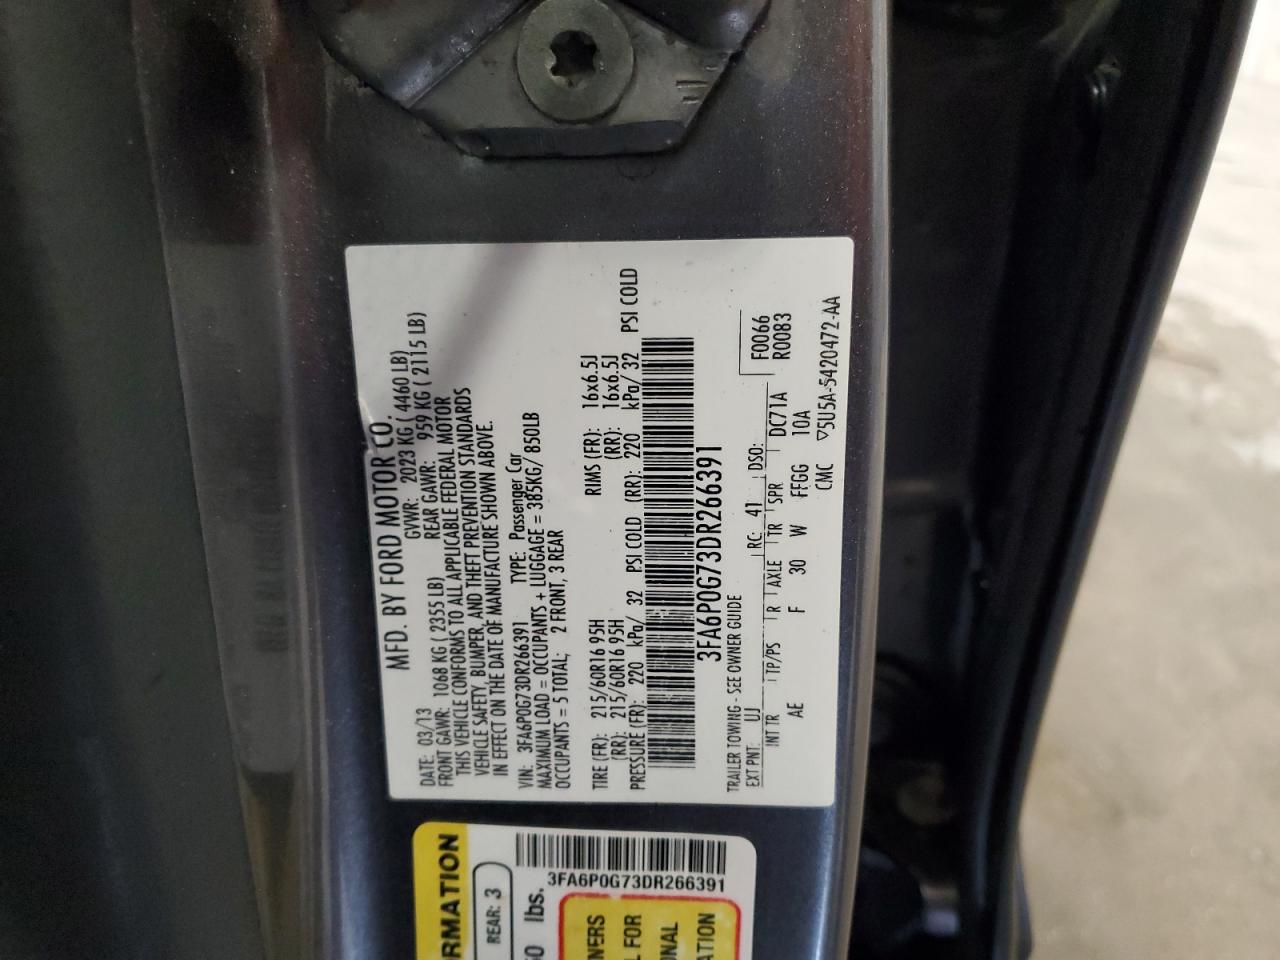 MFD. BY FORD MOTOR CO.
DATE: 03/13 GVWR: 2023 KG ( 4460 LB)
FRONT GAWR: 1068 KG ( 2355 LB) REAR GAWR: 959 KG ( 2115 LB)
THIS VEHICLE CONFORMS TO ALL APPLICABLE FEDERAL MOTOR
VEHICLE SAFETY, BUMPER, AND THEFT PREVENTION STANDARDS
IN EFFECT ON THE DATE OF MANUFACTURE SHOWN ABOVE.
VIN: 3FA6P0G73DR266391 TYPE: Passenger Car
MAXIMUM LOAD = OCCUPANTS + LUGGAGE = 385KG/ 850LB
OCCUPANTS = 5 TOTAL; 2 FRONT, 3 REAR
TIRE (FR): 215/60R16 95H RIMS (FR): 16x6.5J
(RR): 215/60R16 95H (RR): 16x6.5J
PRESSURE (FR): 220 kPa/ 32 PSI COLD (RR): 220 kPa/ 32 PSI COLD
3FA6P0G73DR266391
TRAILER TOWING - SEE OWNER GUIDE
EXT PNT: UJ RC: 41 DSO: F0066
INT TR TP/PS R AXLE TR SPR DC71A R0083
AE F 30 W FFGG 10A
CMC ▽5U5A-5420472-AA
3FA6P0G73DR266391
RMATION
REAR: 3
lbs.
NERS
L FOR
NAL
ATION